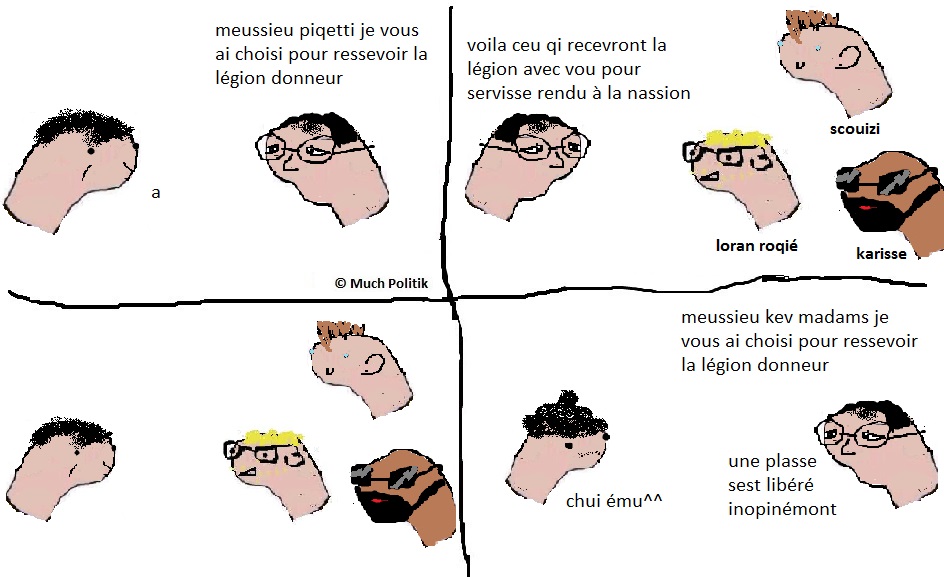 meussieu piqetti je vous
ai choisi pour ressevoir la
légion donneur
a
© Much Politik
voila ceu qi recevront la
légion avec vou pour
servisse rendu à la nassion
scouizi
loran roqié
karisse
meussieu kev madams je
vous ai choisi pour ressevoir
la légion donneur
chui ému^^
une plasse
sest libéré
inopinémont